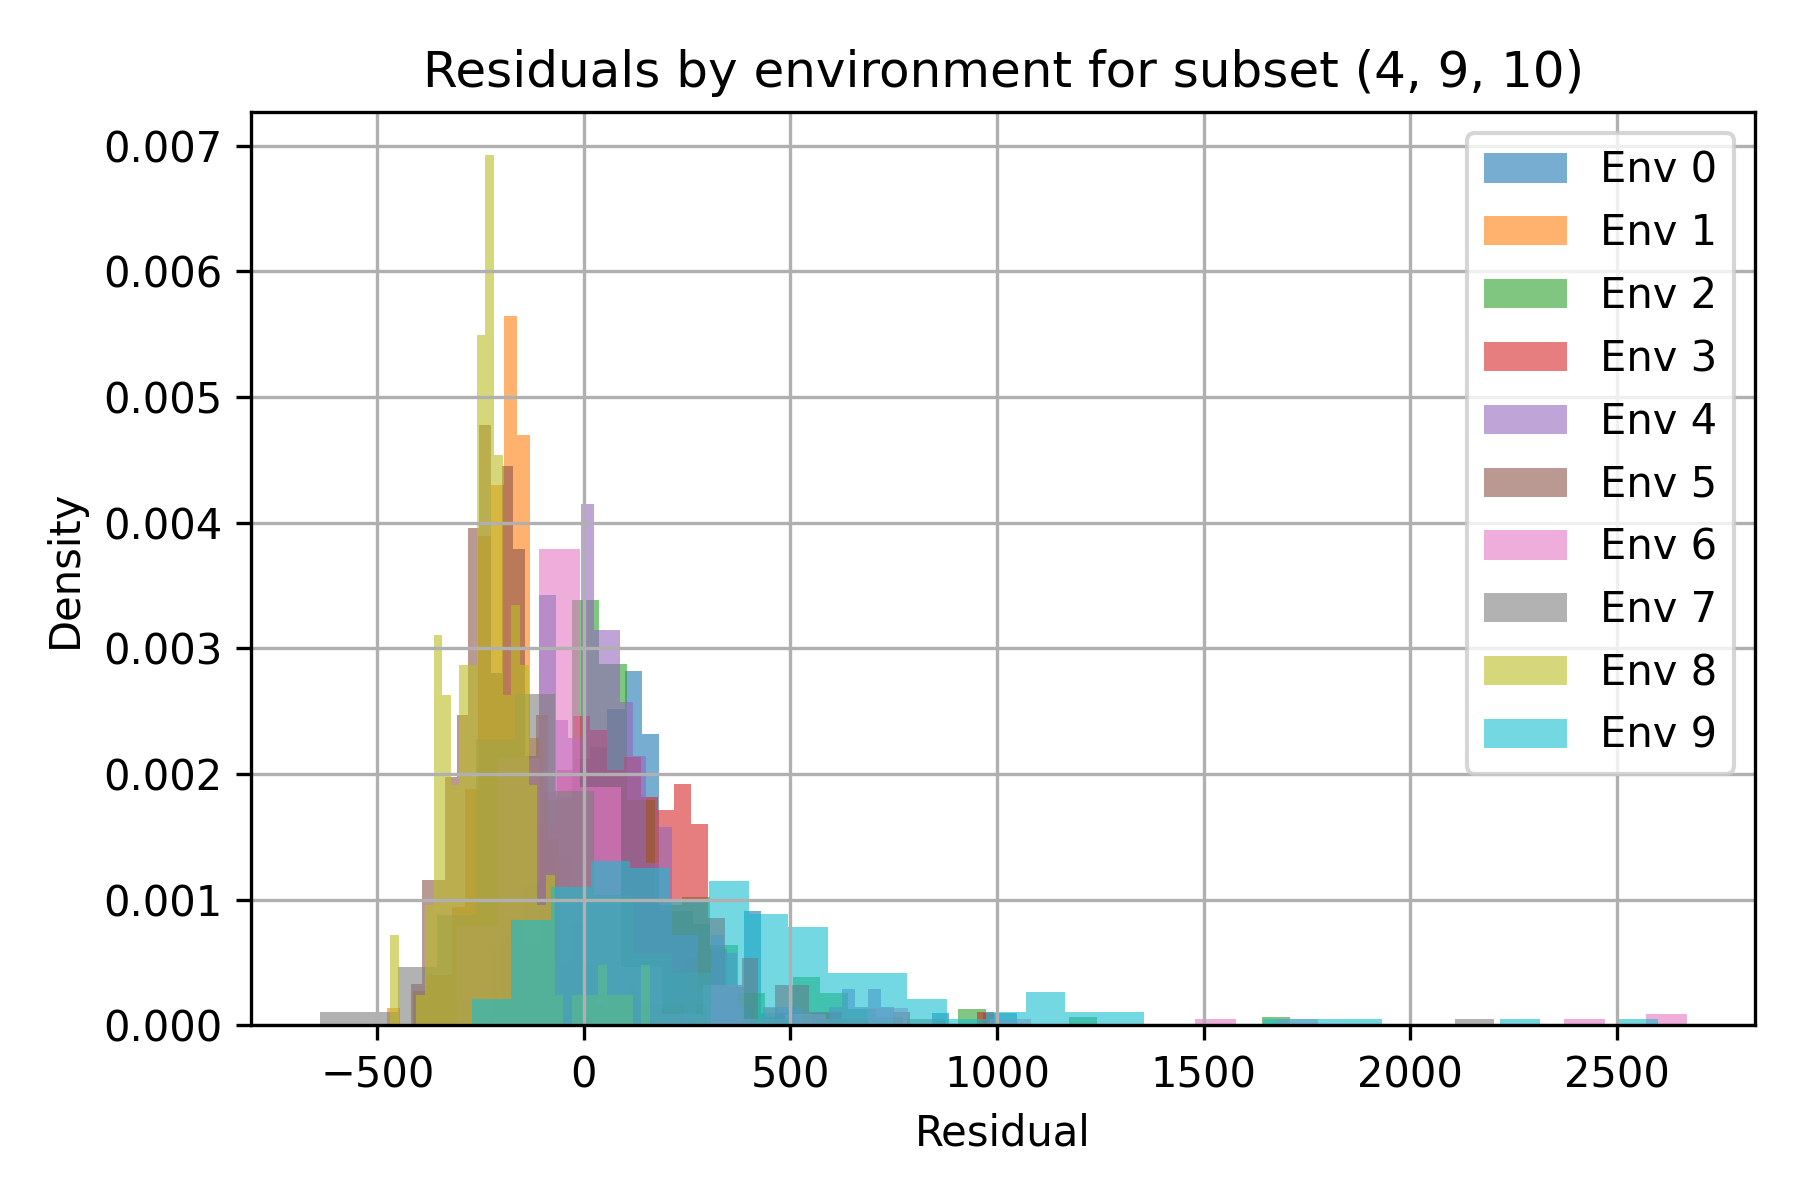 Residuals by environment for subset (4, 9, 10)
Density
0.007
0.006
0.005
0.004
0.003
0.002
0.001
0.000
−500
0
500
1000
1500
2000
2500
Residual
Env 0
Env 1
Env 2
Env 3
Env 4
Env 5
Env 6
Env 7
Env 8
Env 9